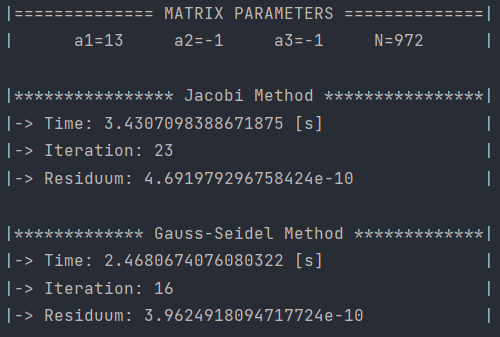 |============== MATRIX PARAMETERS ==============|
| a1=13 a2=-1 a3=-1 N=972 |
|**************** Jacobi Method ****************|
|-> Time: 3.4307098388671875 [s] |
|-> Iteration: 23 |
|-> Residuum: 4.691979296758424e-10 |
|************* Gauss-Seidel Method *************|
|-> Time: 2.4680674076080322 [s] |
|-> Iteration: 16 |
|-> Residuum: 3.9624918094717724e-10 |